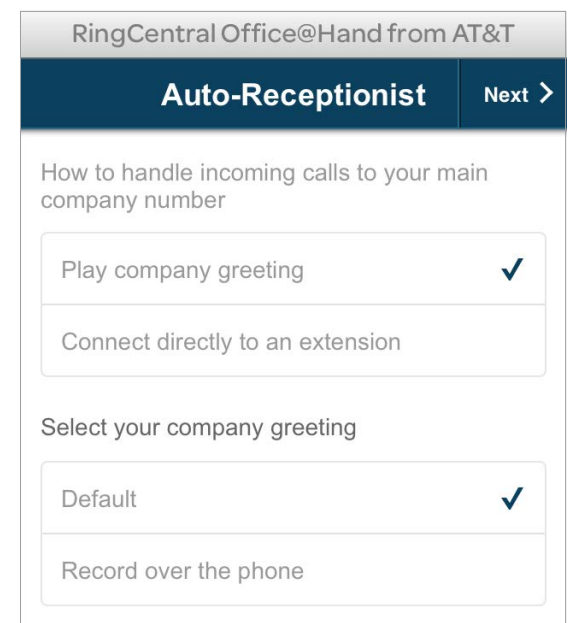 RingCentral Office@Hand from AT&T
Auto-Receptionist
Next
How to handle incoming calls to your main
company number
Play company greeting
Connect directly to an extension
Select your company greeting
Default
Record over the phone